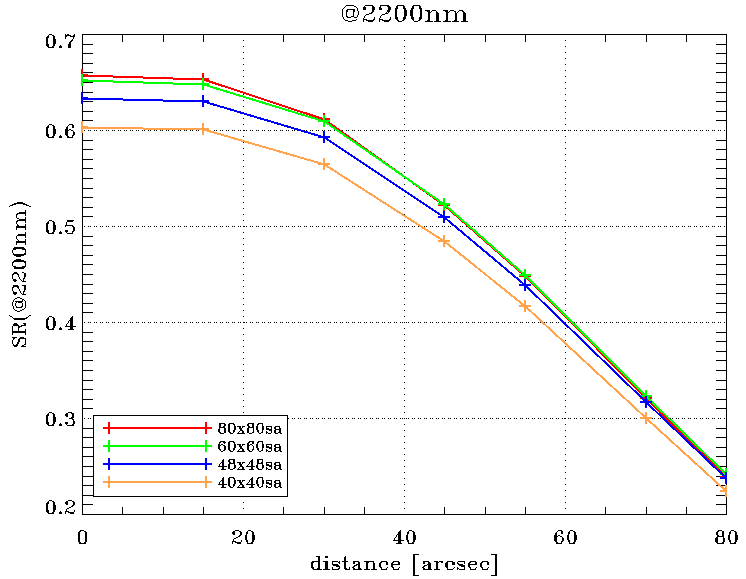 @2200nm
0.7
0.6
0.5
0.4
0.3
0.2
SR(@2200nm)
80x80sa
60x60sa
48x48sa
40x40sa
0 20 40 60 80
distance [arcsec]